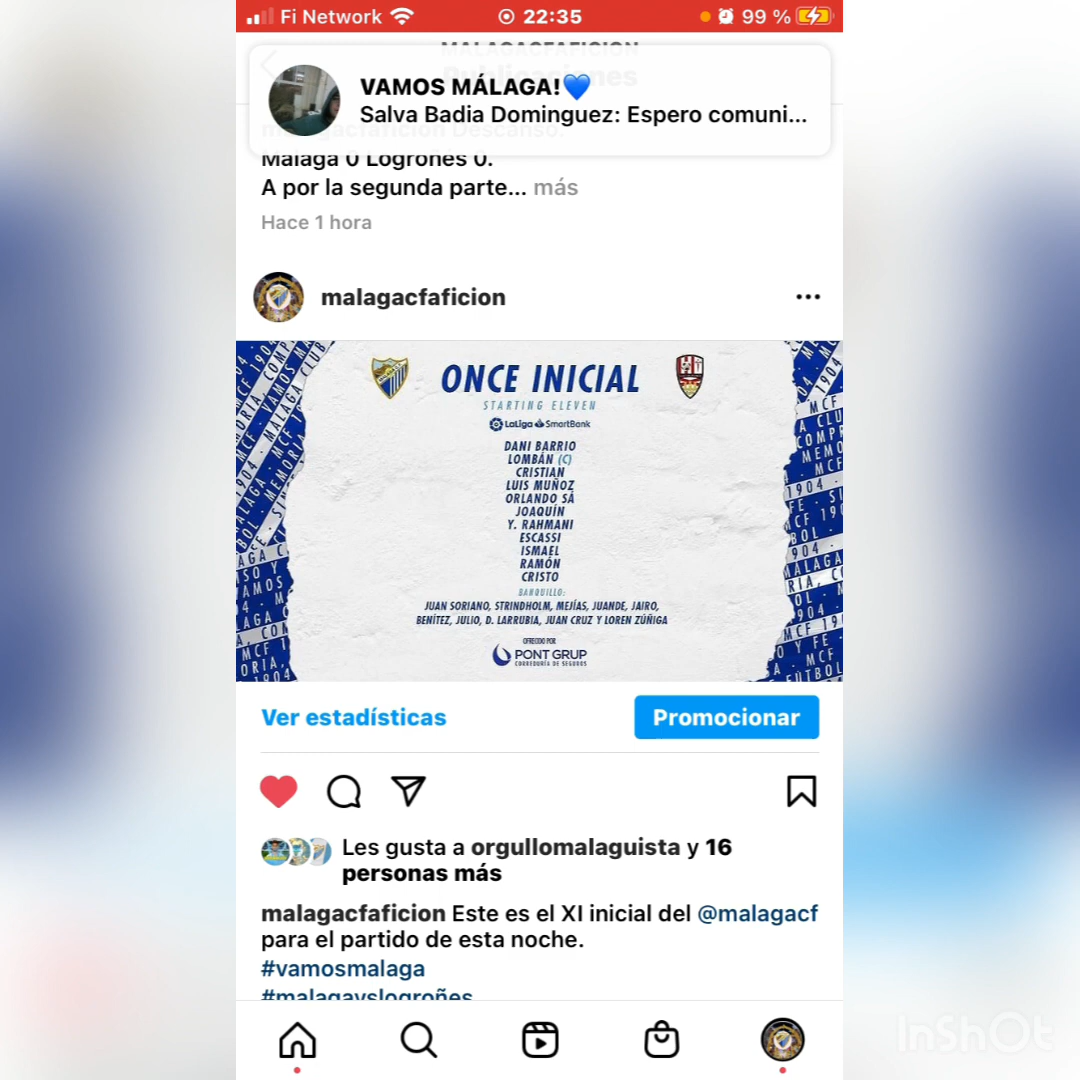 Fi Network
22:35
99 %
MALAGACFAFICION
Publicaciones
VAMOS MÁLAGA!💙
Salva Badia Dominguez: Espero comuni...
malagacfaficion Descanso.
Málaga 0 Logroñés 0.
A por la segunda parte... más
Hace 1 hora
malagacfaficion
ONCE INICIAL
STARTING ELEVEN
LaLiga SmartBank
DANI BARRIO
LOMBÁN (C)
CRISTIAN
LUIS MUÑOZ
ORLANDO SÁ
JOAQUÍN
Y. RAHMANI
ESCASSI
ISMAEL
RAMÓN
CRISTO
BANQUILLO:
JUAN SORIANO, STRINDHOLM, MEJÍAS, JUANDE, JAIRO,
BENÍTEZ, JULIO, D. LARRUBIA, JUAN CRUZ Y LOREN ZÚÑIGA
OFRECIDO POR
PONT GRUP
CORREDURÍA DE SEGUROS
Ver estadísticas
Promocionar
Les gusta a orgullomalaguista y 16
personas más
malagacfaficion Este es el XI inicial del @malagacf
para el partido de esta noche.
#vamosmalaga
#malagavslogroñes
InShOt